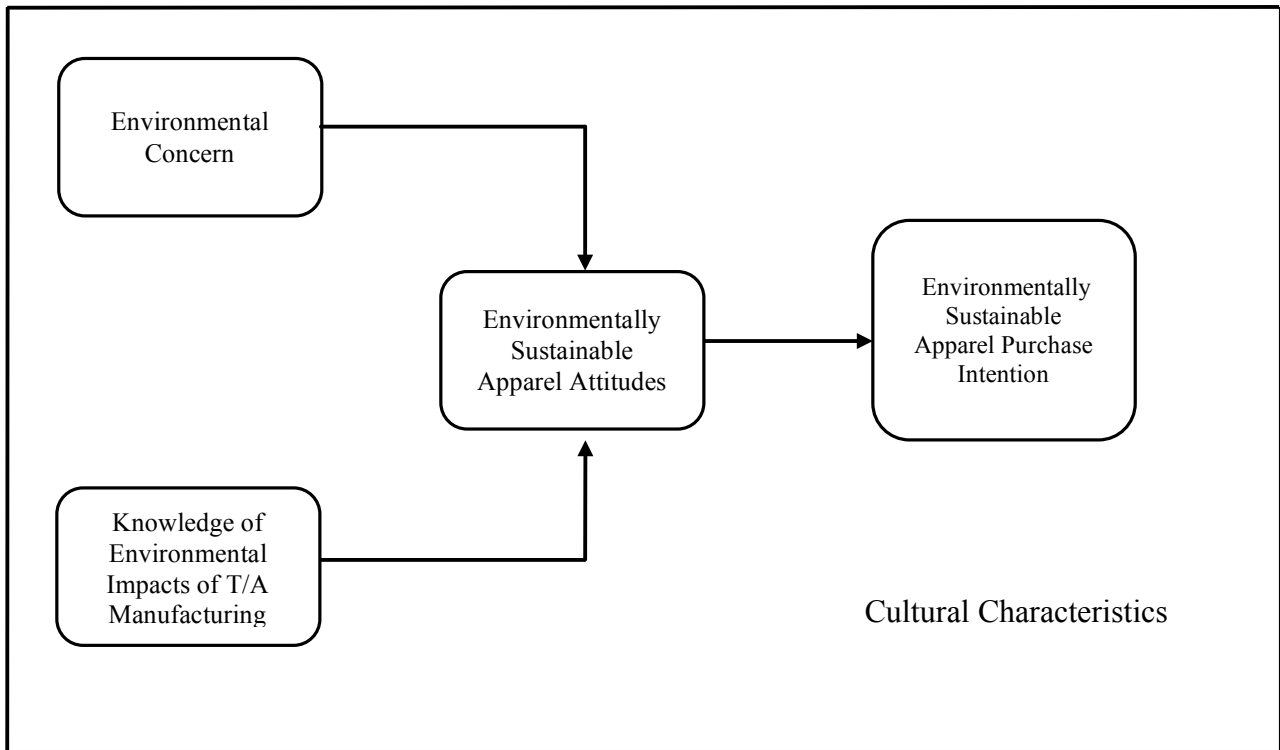 Environmental
Concern
Environmentally
Sustainable
Apparel Attitudes
Environmentally
Sustainable
Apparel Purchase
Intention
Knowledge of
Environmental
Impacts of T/A
Manufacturing
Cultural Characteristics